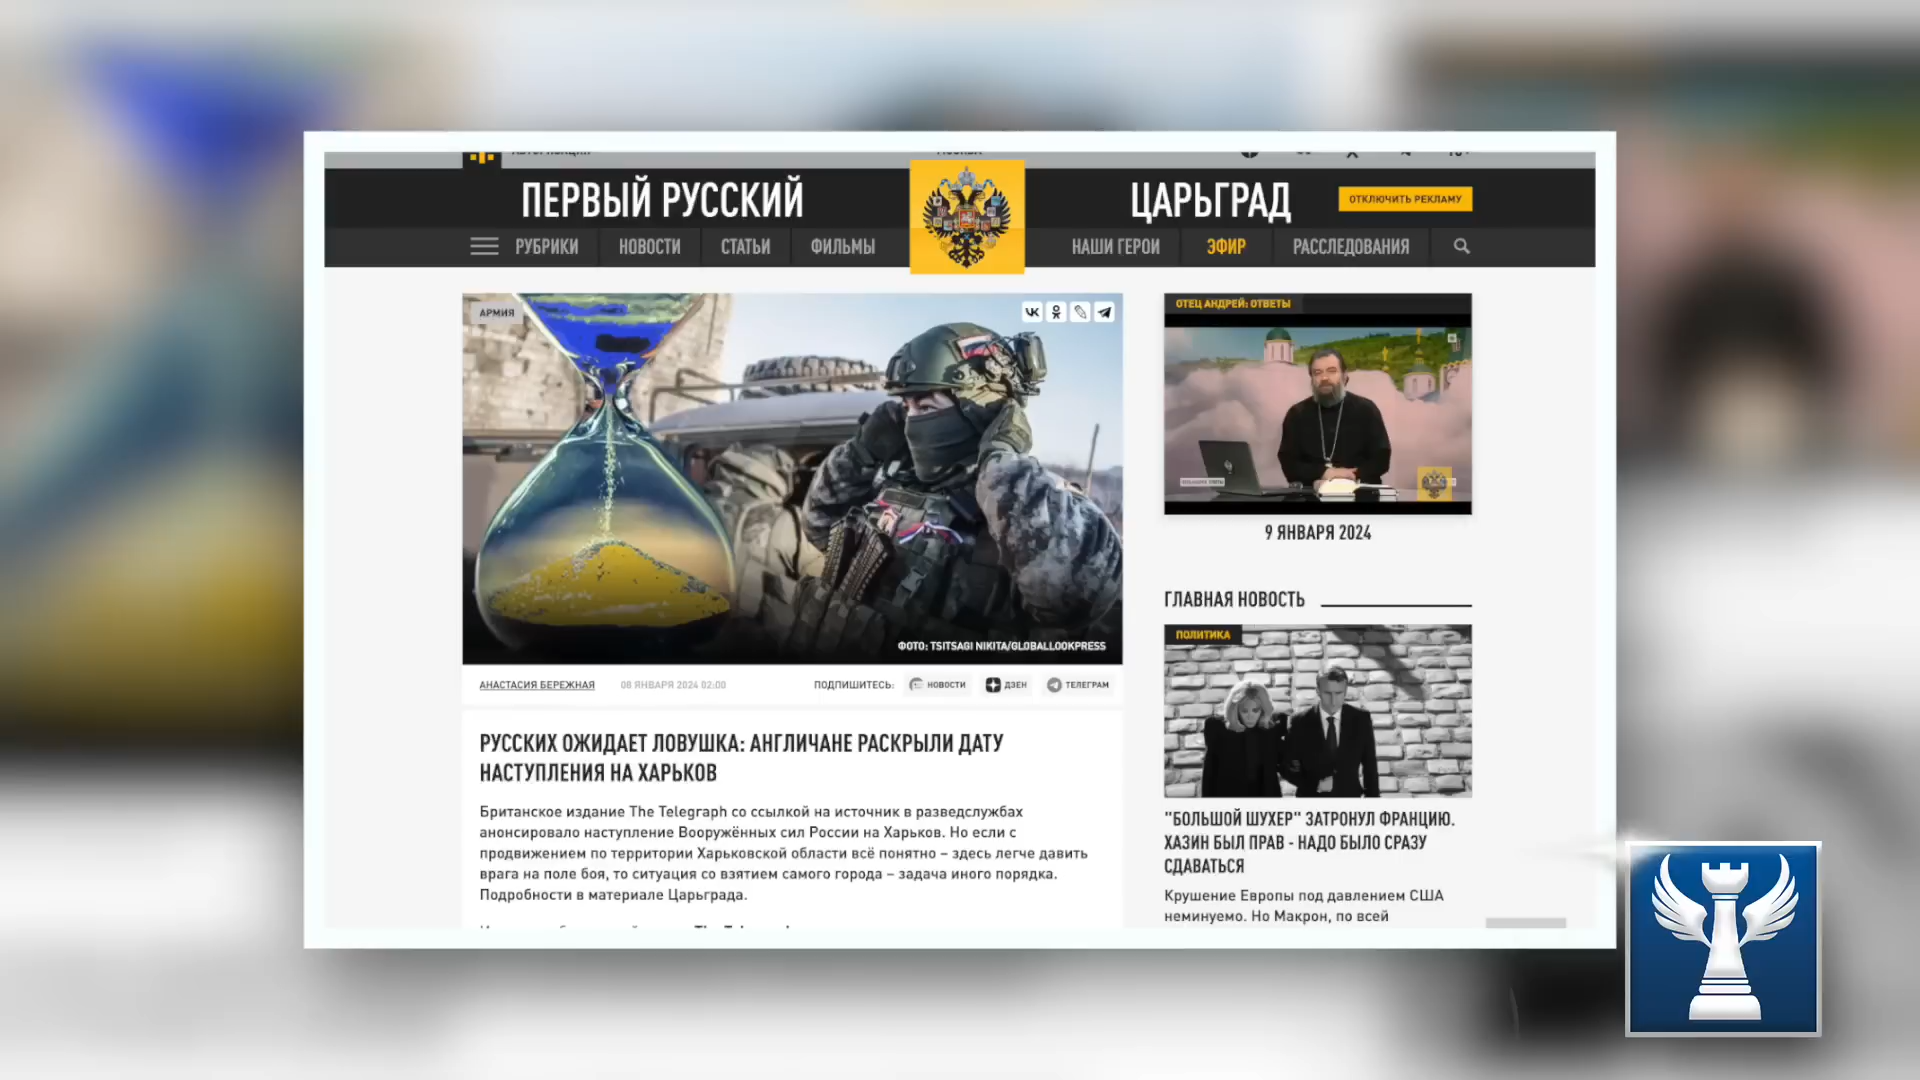 ПЕРВЫЙ РУССКИЙ
ЦАРЬГРАД
ОТКЛЮЧИТЬ РЕКЛАМУ
РУБРИКИ
НОВОСТИ
СТАТЬИ
ФИЛЬМЫ
НАШИ ГЕРОИ
ЭФИР
РАССЛЕДОВАНИЯ
АРМИЯ
ФОТО: TSITSAGI NIKITA/GLOBALLOOKPRESS
АНАСТАСИЯ БЕРЕЖНАЯ
08 ЯНВАРЯ 2024 02:00
ПОДПИШИТЕСЬ:
НОВОСТИ
ДЗЕН
ТЕЛЕГРАМ
РУССКИХ ОЖИДАЕТ ЛОВУШКА: АНГЛИЧАНЕ РАСКРЫЛИ ДАТУ
НАСТУПЛЕНИЯ НА ХАРЬКОВ
Британское издание The Telegraph со ссылкой на источник в разведслужбах
анонсировало наступление Вооружённых сил России на Харьков. Но если с
продвижением по территории Харьковской области всё понятно – здесь легче давить
врага на поле боя, то ситуация со взятием самого города – задача иного порядка.
Подробности в материале Царьграда.
ОТЕЦ АНДРЕЙ: ОТВЕТЫ
9 ЯНВАРЯ 2024
ГЛАВНАЯ НОВОСТЬ
ПОЛИТИКА
"БОЛЬШОЙ ШУХЕР" ЗАТРОНУЛ ФРАНЦИЮ.
ХАЗИН БЫЛ ПРАВ - НАДО БЫЛО СРАЗУ
СДАВАТЬСЯ
Крушение Европы под давлением США
неминуемо. Но Макрон, по всей